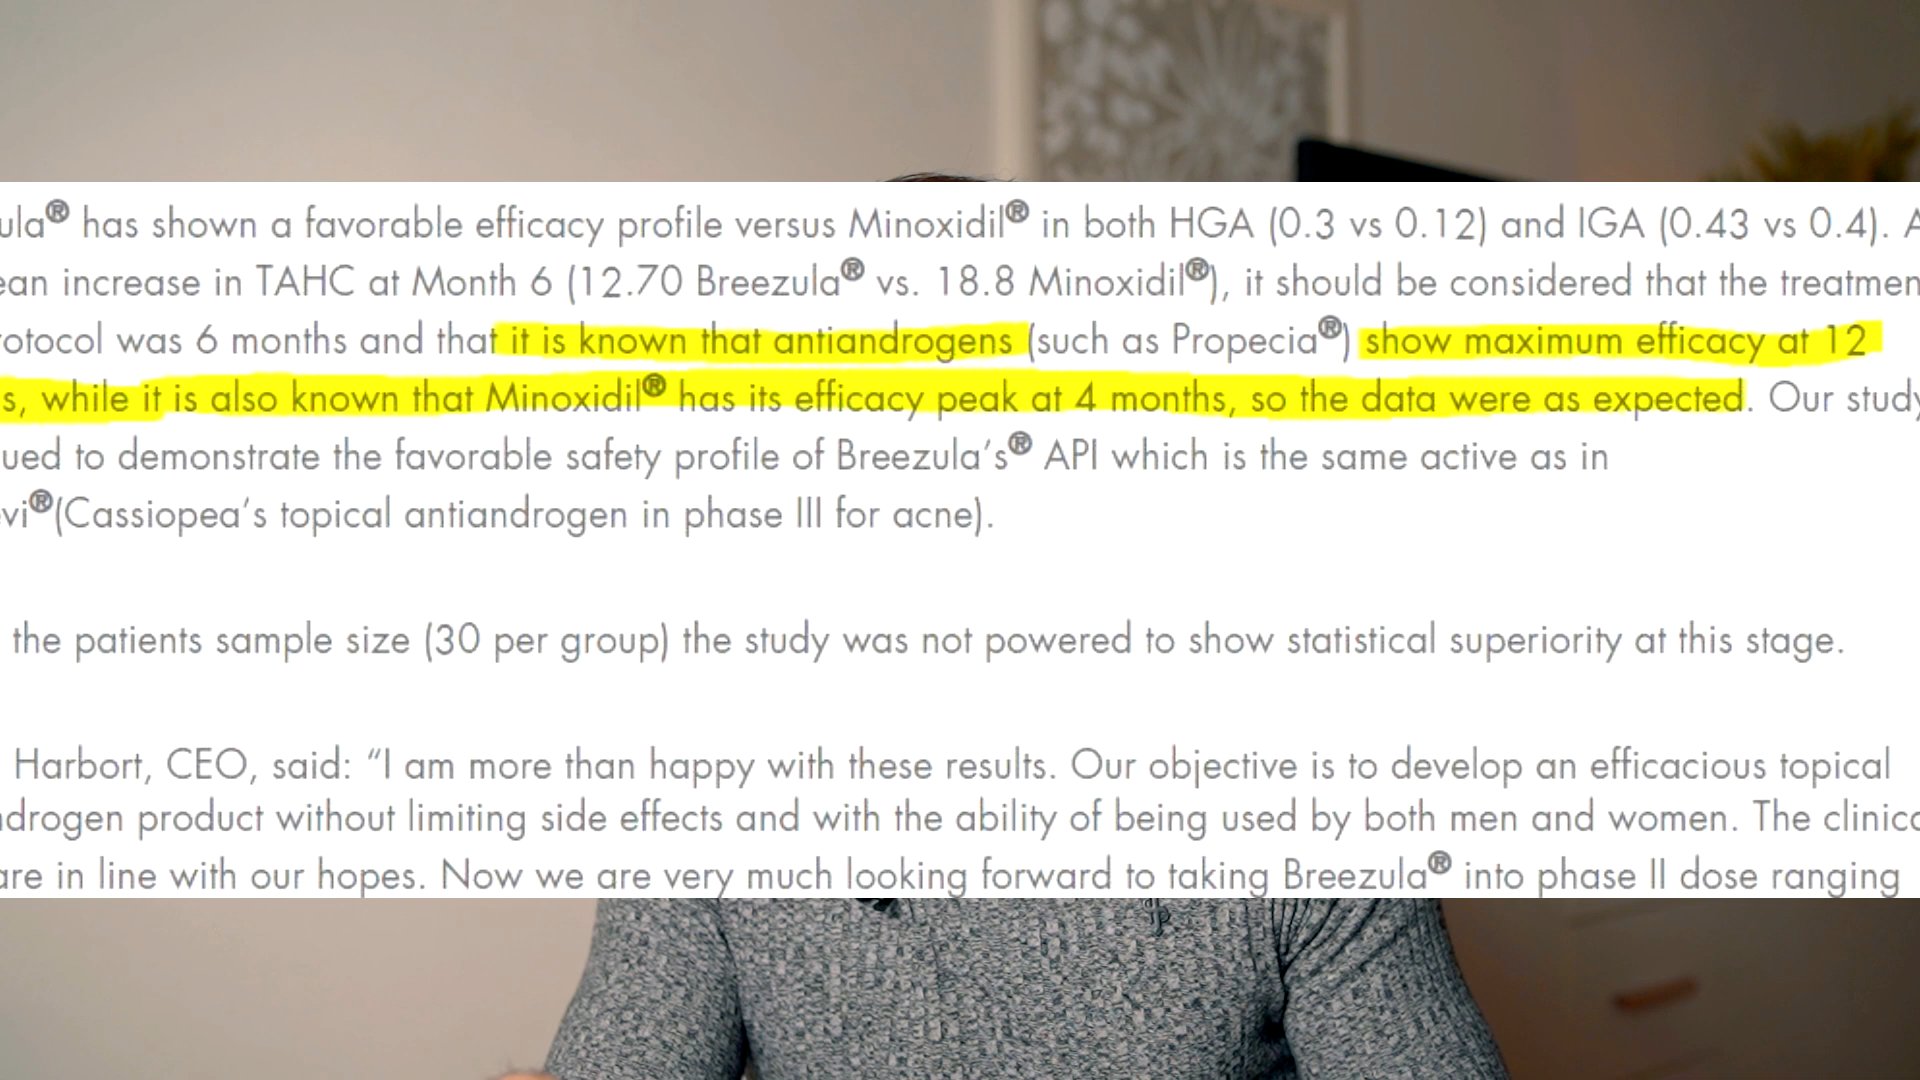 ula® has shown a favorable efficacy profile versus Minoxidil® in both HGA (0.3 vs 0.12) and IGA (0.43 vs 0.4). A
ean increase in TAHC at Month 6 (12.70 Breezula® vs. 18.8 Minoxidil®), it should be considered that the treatmen
otocol was 6 months and that it is known that antiandrogens (such as Propecia®) show maximum efficacy at 12
s, while it is also known that Minoxidil® has its efficacy peak at 4 months, so the data were as expected. Our study
ued to demonstrate the favorable safety profile of Breezula’s® API which is the same active as in
vi®(Cassiopea’s topical antiandrogen in phase III for acne).
the patients sample size (30 per group) the study was not powered to show statistical superiority at this stage.
Harbort, CEO, said: “I am more than happy with these results. Our objective is to develop an efficacious topical
ndrogen product without limiting side effects and with the ability of being used by both men and women. The clinica
are in line with our hopes. Now we are very much looking forward to taking Breezula® into phase II dose ranging